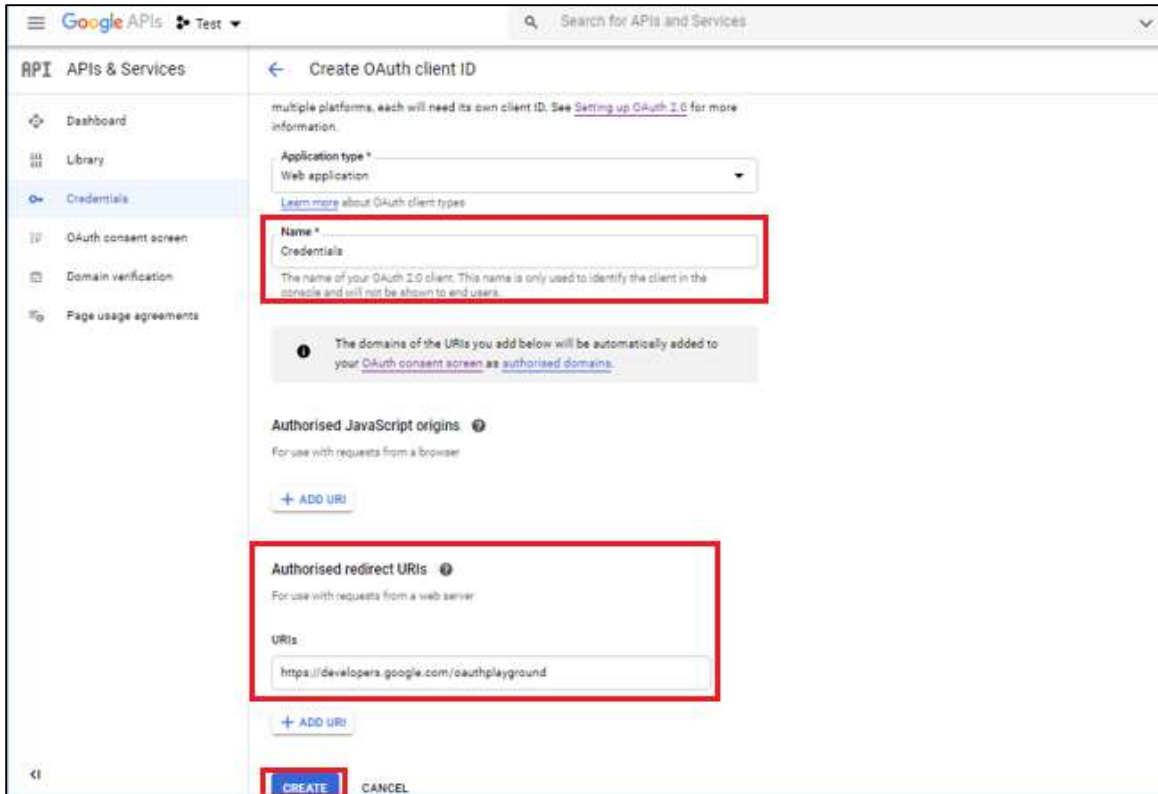 Google APIs Test
Search for APIs and Services
API APIs & Services
Create OAuth client ID
Dashboard
Library
Credentials
OAuth consent screen
Domain verification
Page usage agreements
multiple platforms, each will need its own client ID. See Setting up OAuth 2.0 for more
information.
Application type *
Web application
Learn more about OAuth client types
Name *
Credentials
The name of your OAuth 2.0 client. This name is only used to identify the client in the
console and will not be shown to end users.
The domains of the URIs you add below will be automatically added to
your OAuth consent screen as authorised domains.
Authorised JavaScript origins
For use with requests from a browser
+ ADD URI
Authorised redirect URIs
For use with requests from a web server
URIs
https://developers.google.com/oauthplayground
+ ADD URI
CREATE CANCEL